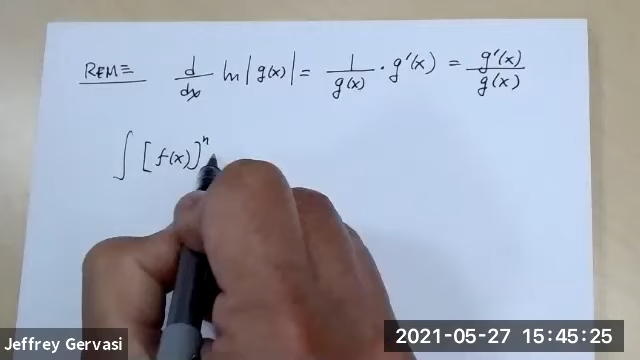 REM≡ d/dx ln|g(x)| = 1/g(x) · g'(x) = g'(x)/g(x)
∫ [f(x)]ⁿ
Jeffrey Gervasi
2021-05-27 15:45:25